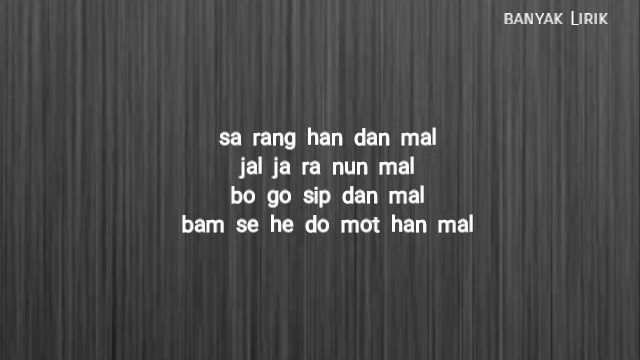 BANYAK LIRIK
sa rang han dan mal
jal ja ra nun mal
bo go sip dan mal
bam se he do mot han mal